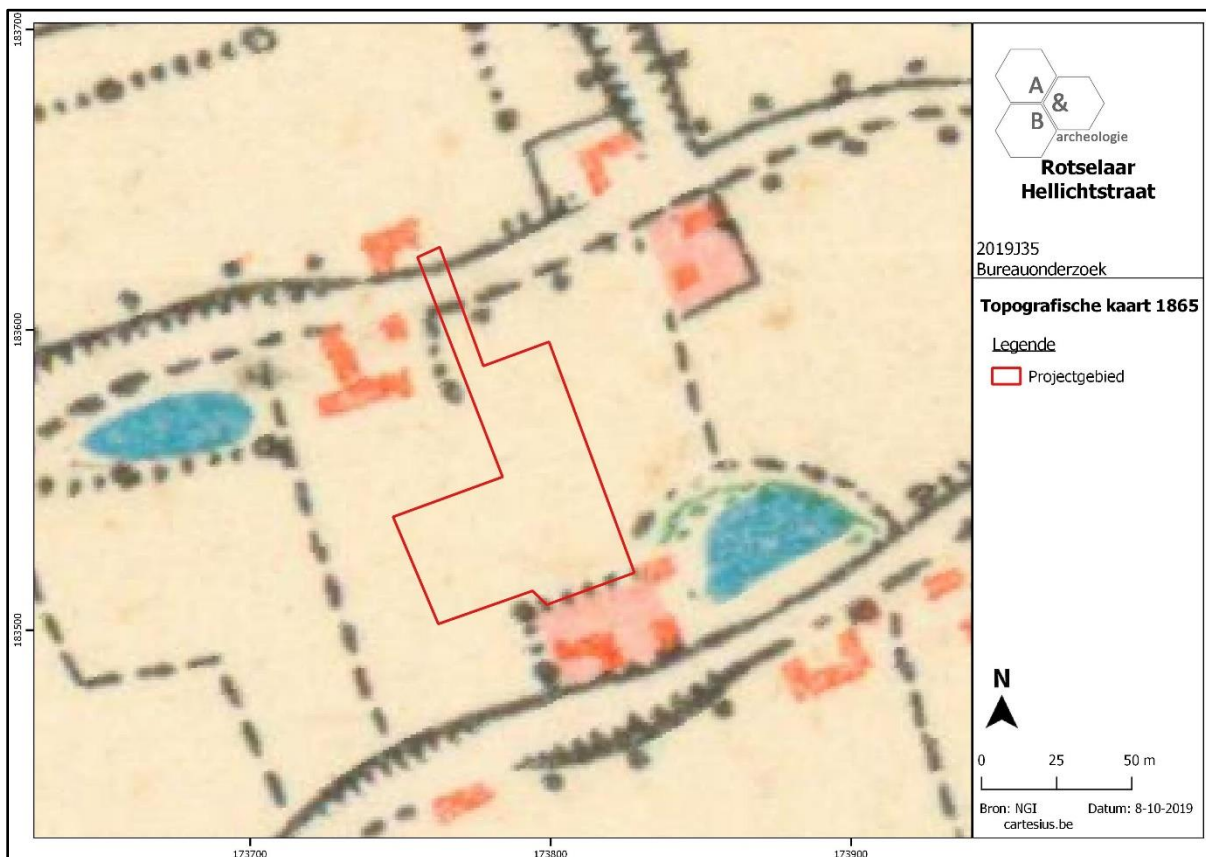 183700
183600
183500
173700
173800
173900
A
&
B
archeologie
Rotselaar
Hellichtstraat
2019J35
Bureauonderzoek
Topografische kaart 1865
Legende
Projectgebied
N
0 25 50 m
Bron: NGI Datum: 8-10-2019
cartesius.be